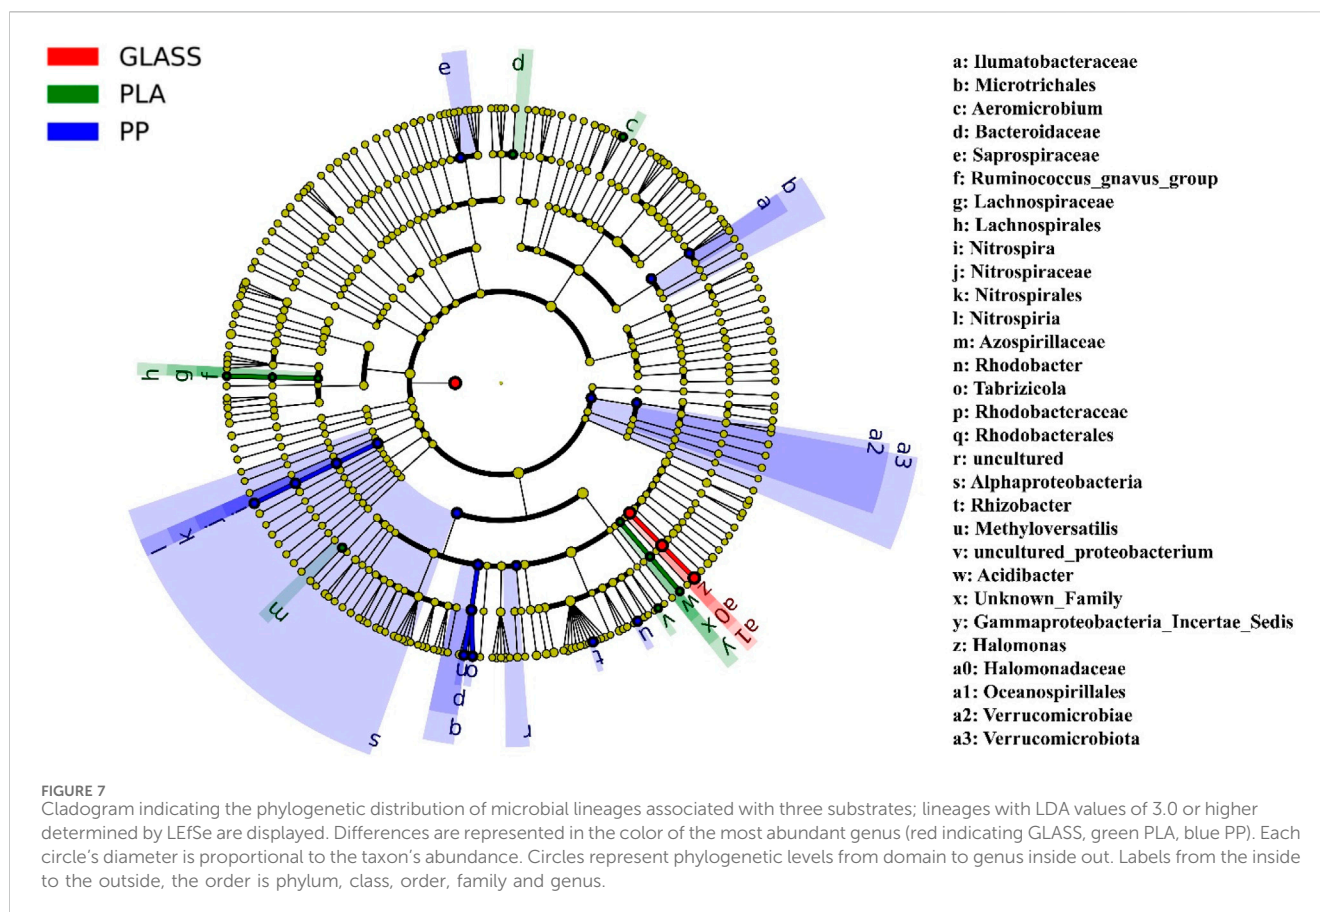 GLASS
PLA
PP
e
d
c
b
a
h
g
f
a2
a3
l
k
j
i
m
z
a0
a1
w
x
y
v
u
t
n
o
p
q
r
s
a: Ilumatobacteraceae
b: Microtrichales
c: Aeromicrobium
d: Bacteroidaceae
e: Saprospiraceae
f: Ruminococcus_gnavus_group
g: Lachnospiraceae
h: Lachnospirales
i: Nitrospira
j: Nitrospiraceae
k: Nitrospirales
l: Nitrospiria
m: Azospirillaceae
n: Rhodobacter
o: Tabrizicola
p: Rhodobacteraceae
q: Rhodobacterales
r: uncultured
s: Alphaproteobacteria
t: Rhizobacter
u: Methyloversatilis
v: uncultured_proteobacterium
w: Acidibacter
x: Unknown_Family
y: Gammaproteobacteria_Incertae_Sedis
z: Halomonas
a0: Halomonadaceae
a1: Oceanospirillales
a2: Verrucomicrobiae
a3: Verrucomicrobiota
FIGURE 7
Cladogram indicating the phylogenetic distribution of microbial lineages associated with three substrates; lineages with LDA values of 3.0 or higher
determined by LEfSe are displayed. Differences are represented in the color of the most abundant genus (red indicating GLASS, green PLA, blue PP). Each
circle's diameter is proportional to the taxon's abundance. Circles represent phylogenetic levels from domain to genus inside out. Labels from the inside
to the outside, the order is phylum, class, order, family and genus.